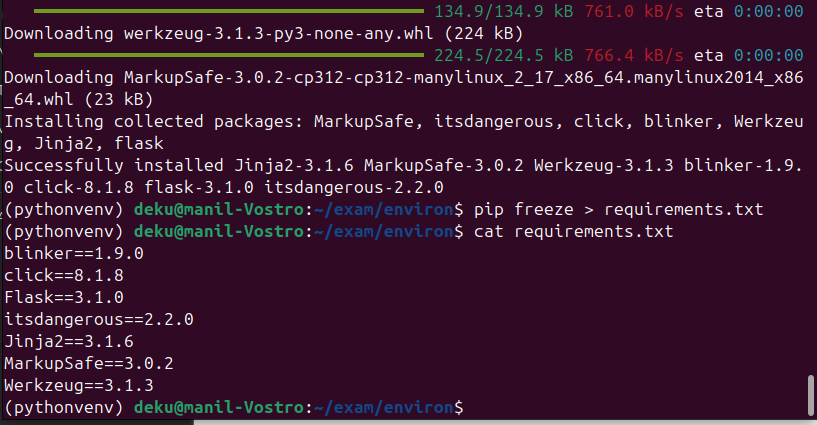 134.9/134.9 kB 761.0 kB/s eta 0:00:00
Downloading werkzeug-3.1.3-py3-none-any.whl (224 kB)
224.5/224.5 kB 766.4 kB/s eta 0:00:00
Downloading MarkupSafe-3.0.2-cp312-cp312-manylinux_2_17_x86_64.manylinux2014_x86
_64.whl (23 kB)
Installing collected packages: MarkupSafe, itsdangerous, click, blinker, Werkzeu
g, Jinja2, flask
Successfully installed Jinja2-3.1.6 MarkupSafe-3.0.2 Werkzeug-3.1.3 blinker-1.9.
0 click-8.1.8 flask-3.1.0 itsdangerous-2.2.0
(pythonvenv) deku@manil-Vostro:~/exam/environ$ pip freeze > requirements.txt
(pythonvenv) deku@manil-Vostro:~/exam/environ$ cat requirements.txt
blinker==1.9.0
click==8.1.8
Flask==3.1.0
itsdangerous==2.2.0
Jinja2==3.1.6
MarkupSafe==3.0.2
Werkzeug==3.1.3
(pythonvenv) deku@manil-Vostro:~/exam/environ$